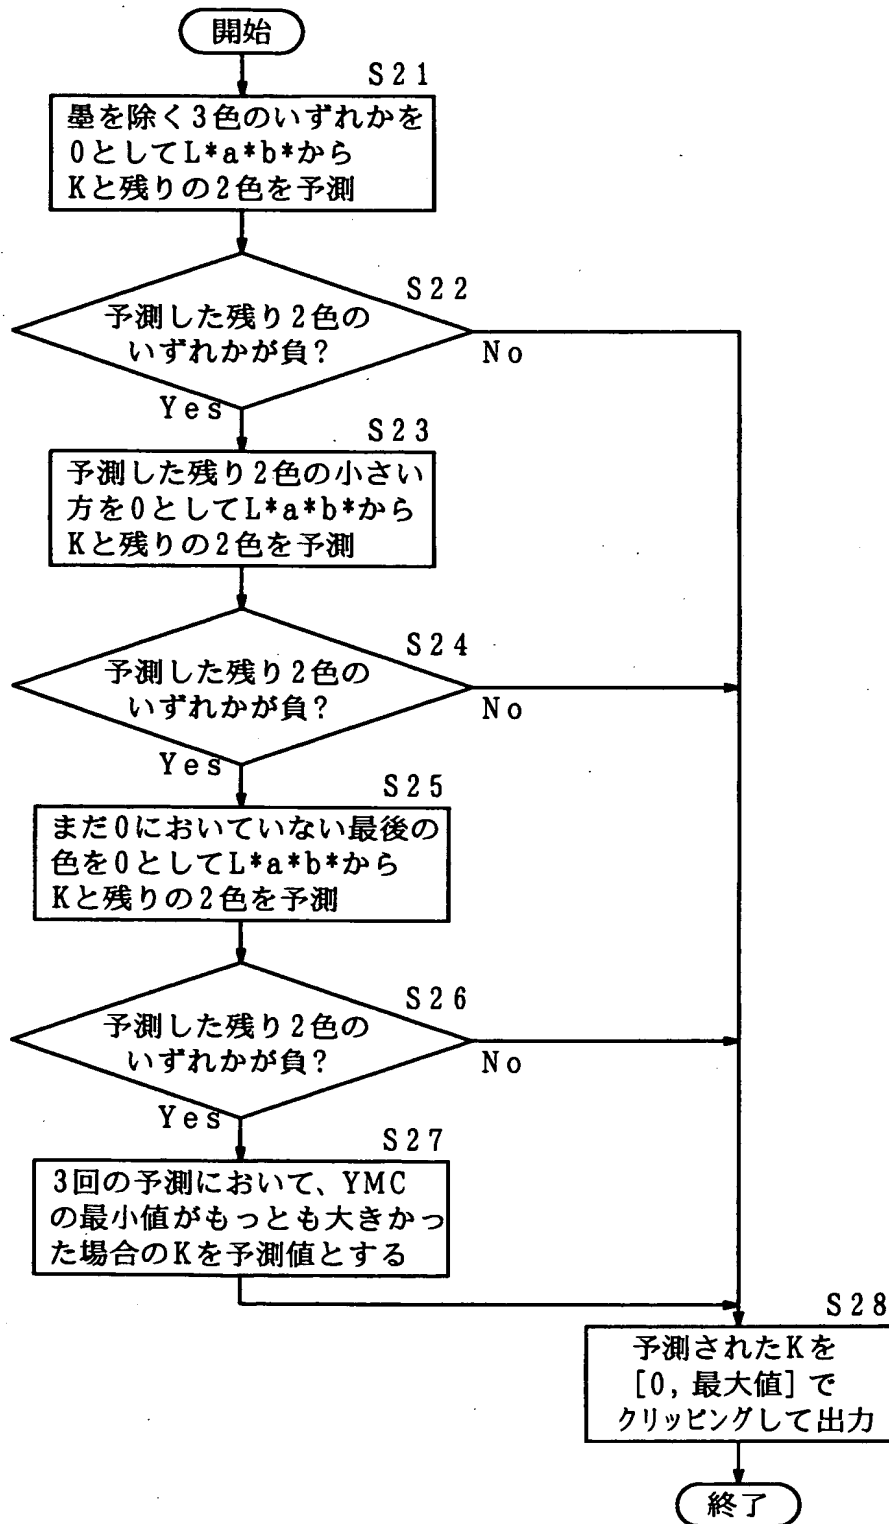 開始
S21
墨を除く3色のいずれかを
0としてL*a*b*から
Kと残りの2色を予測
S22
予測した残り2色の
いずれかが負?
No
Yes
S23
予測した残り2色の小さい
方を0としてL*a*b*から
Kと残りの2色を予測
S24
予測した残り2色の
いずれかが負?
No
Yes
S25
まだ0においていない最後の
色を0としてL*a*b*から
Kと残りの2色を予測
S26
予測した残り2色の
いずれかが負?
No
Yes
S27
3回の予測において、YMC
の最小値がもっとも大きかっ
た場合のKを予測値とする
S28
予測されたKを
[0, 最大値]で
クリッピングして出力
終了